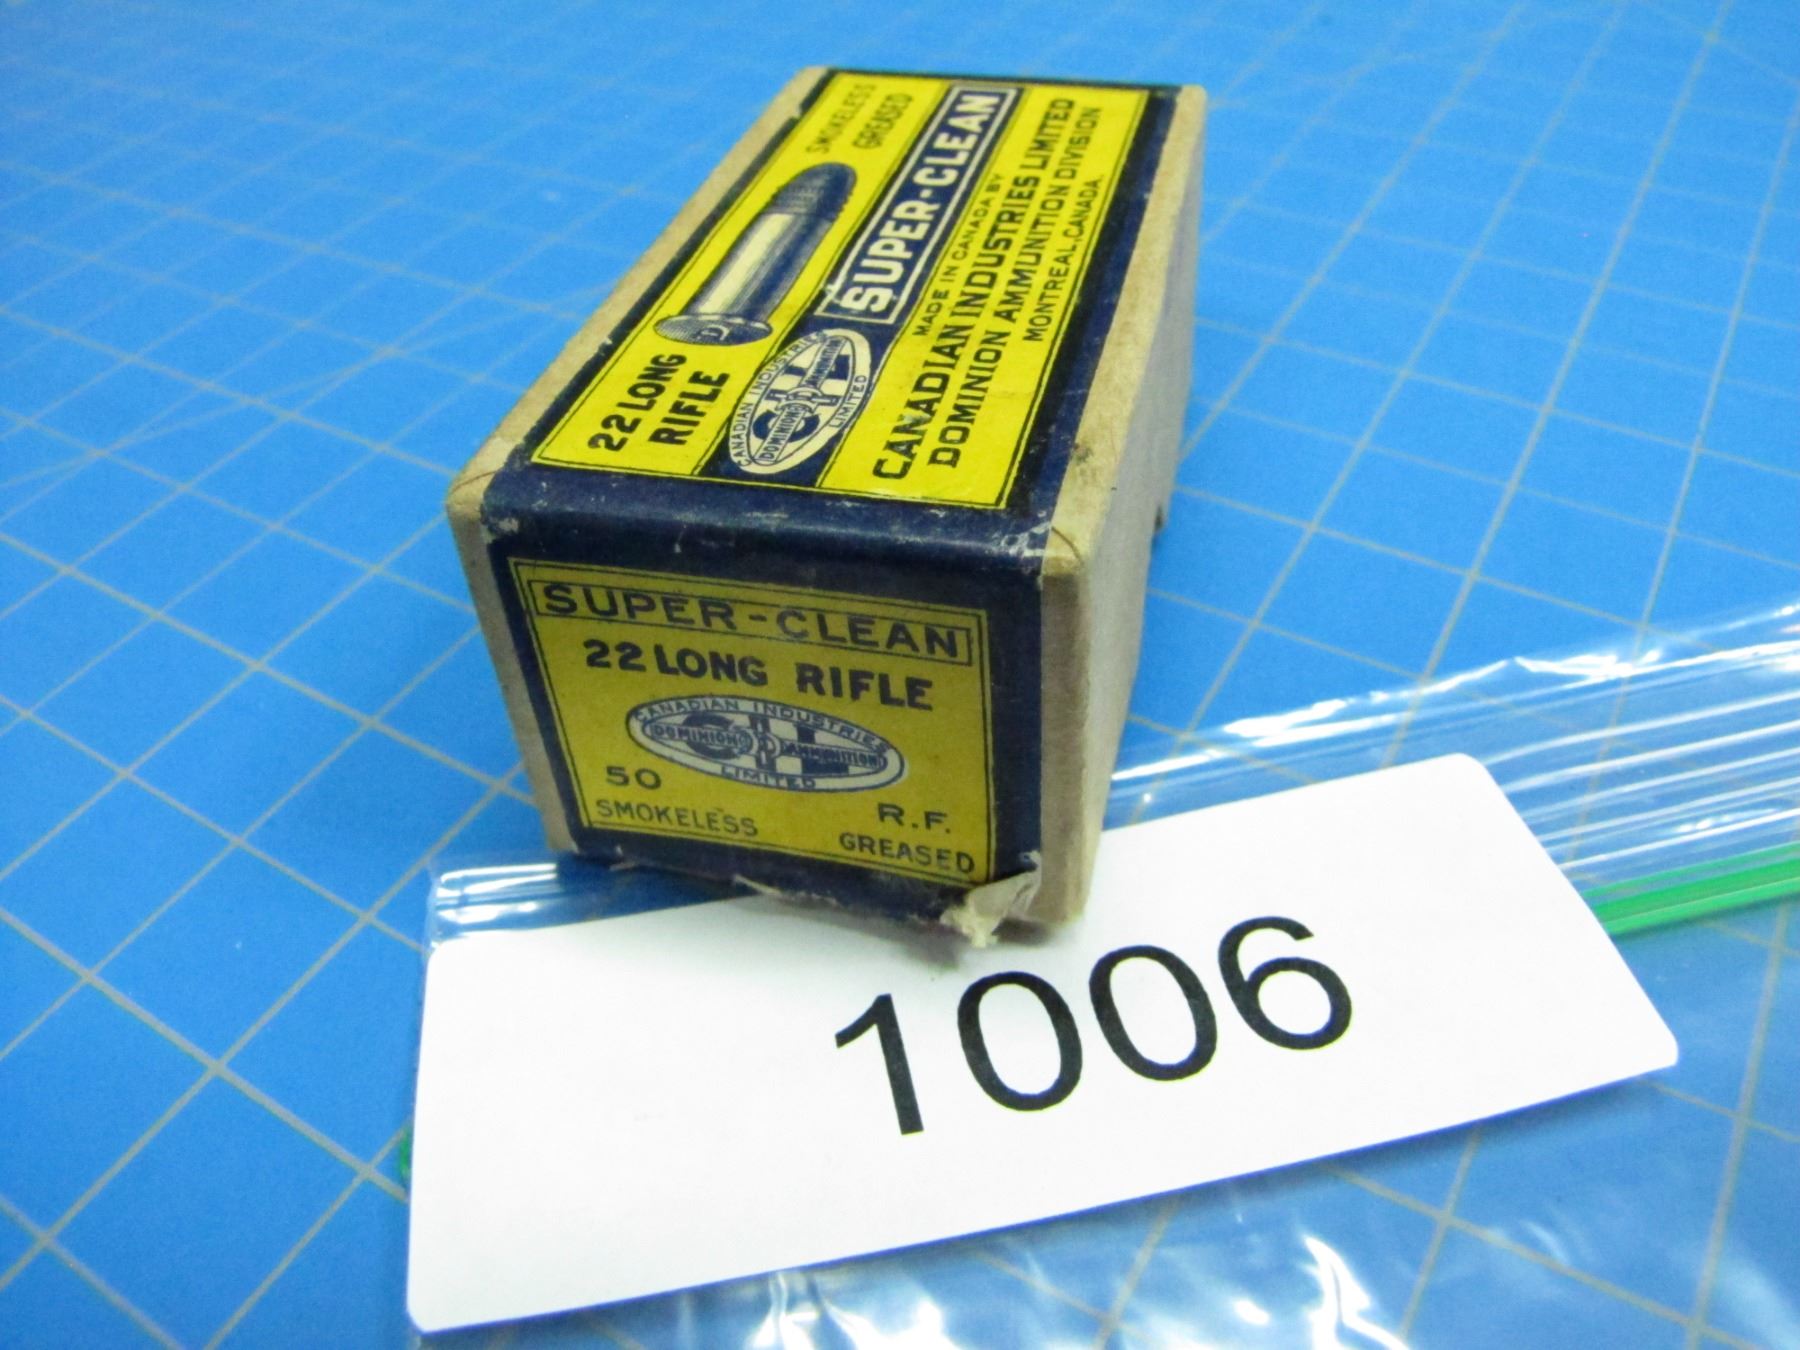 SMOKELESS
GREASED
22 LONG
RIFLE
D
SUPER-CLEAN
CANADIAN INDUSTRIES
DOMINION AMMUNITION
LIMITED
MADE IN CANADA BY
CANADIAN INDUSTRIES LIMITED
DOMINION AMMUNITION DIVISION
MONTREAL, CANADA.
SUPER-CLEAN
22 LONG RIFLE
CANADIAN INDUSTRIES
CIL
DOMINION AMMUNITION
LIMITED
50
R.F.
SMOKELESS
GREASED
1006